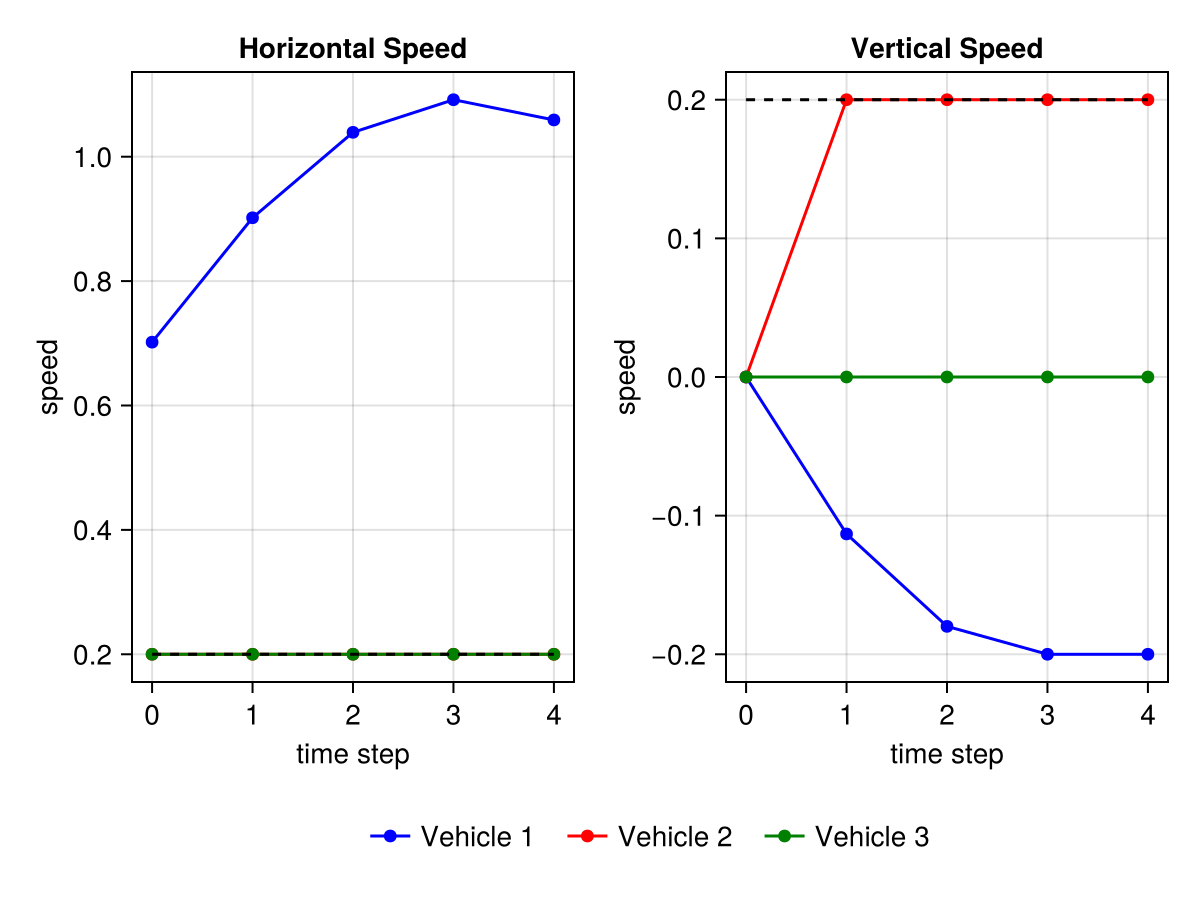 Horizontal Speed
speed
1.0
0.8
0.6
0.4
0.2
0 1 2 3 4
time step
Vertical Speed
speed
0.2
0.1
0.0
−0.1
−0.2
0 1 2 3 4
time step
Vehicle 1 Vehicle 2 Vehicle 3